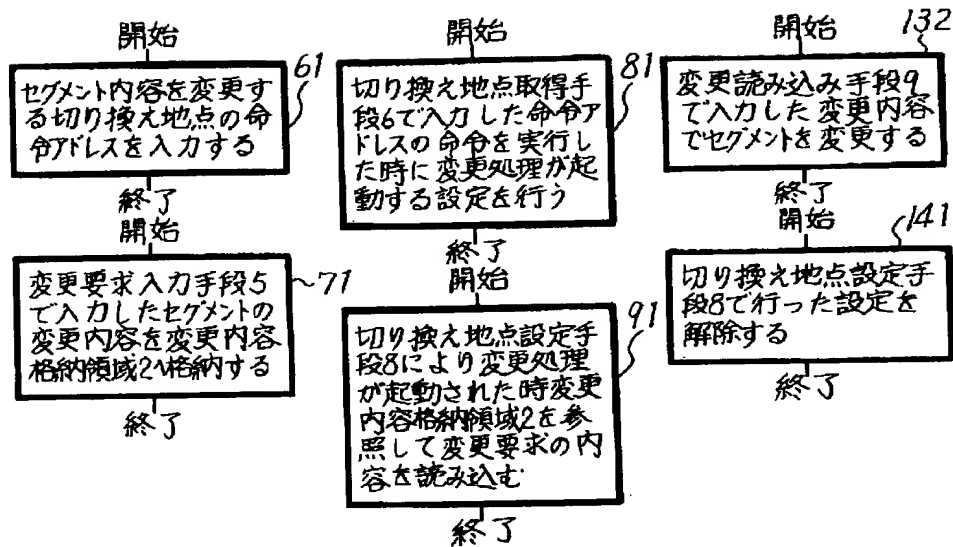 開始
61
セグメント内容を変更す
る切り換え地点の命
令アドレスを入力する
終了
開始
71
変更要求入力手段5
で入力したセグメントの
変更内容を変更内容
格納領域2へ格納する
終了
開始
81
切り換え地点取得手
段6で入力した命令ア
ドレスの命令を実行し
た時に変更処理が起
動する設定を行う
終了
開始
91
切り換え地点設定手
段8により変更処理
が起動された時変更
内容格納領域2を参
照して変更要求の内
容を読み込む
終了
開始
132
変更読み込み手段9
で入力した変更内容
でセグメントを変更する
終了
開始
141
切り換え地点設定手
段8で行った設定を
解除する
終了